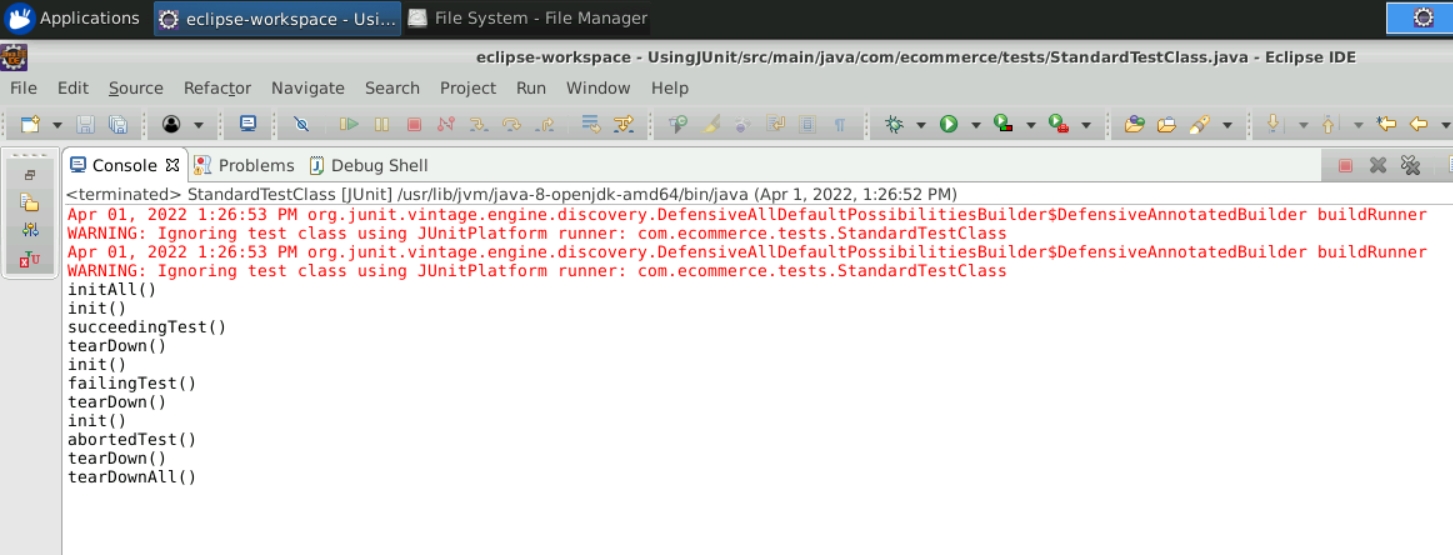 Applications eclipse-workspace - Usi... File System - File Manager
eclipse-workspace - UsingJUnit/src/main/java/com/ecommerce/tests/StandardTestClass.java - Eclipse IDE
File Edit Source Refactor Navigate Search Project Run Window Help
Console Problems Debug Shell
<terminated> StandardTestClass [JUnit] /usr/lib/jvm/java-8-openjdk-amd64/bin/java (Apr 1, 2022, 1:26:52 PM)
Apr 01, 2022 1:26:53 PM org.junit.vintage.engine.discovery.DefensiveAllDefaultPossibilitiesBuilder$DefensiveAnnotatedBuilder buildRunner
WARNING: Ignoring test class using JUnitPlatform runner: com.ecommerce.tests.StandardTestClass
Apr 01, 2022 1:26:53 PM org.junit.vintage.engine.discovery.DefensiveAllDefaultPossibilitiesBuilder$DefensiveAnnotatedBuilder buildRunner
WARNING: Ignoring test class using JUnitPlatform runner: com.ecommerce.tests.StandardTestClass
initAll()
init()
succeedingTest()
tearDown()
init()
failingTest()
tearDown()
init()
abortedTest()
tearDown()
tearDownAll()